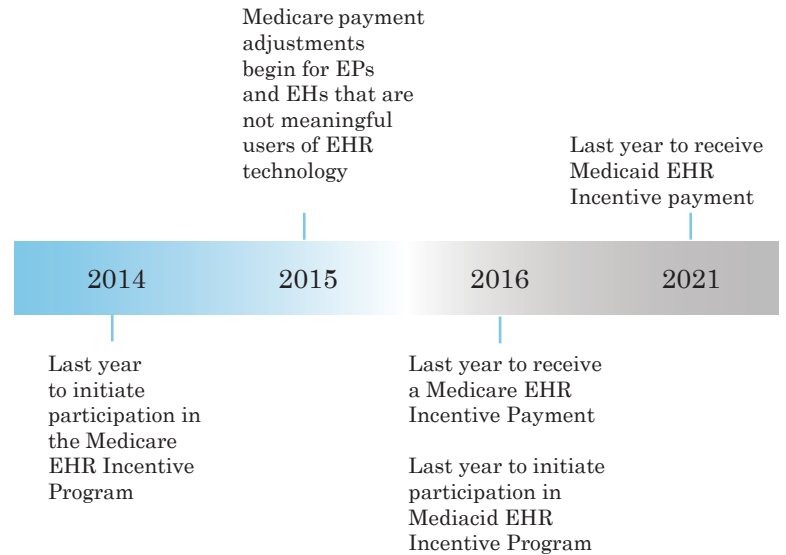 Medicare payment
adjustments
begin for EPs
and EHs that are
not meaningful
users of EHR
technology
Last year to receive
Medicaid EHR
Incentive payment
2014
2015
2016
2021
Last year
to initiate
participation in
the Medicare
EHR Incentive
Program
Last year to receive
a Medicare EHR
Incentive Payment
Last year to initiate
participation in
Mediacid EHR
Incentive Program